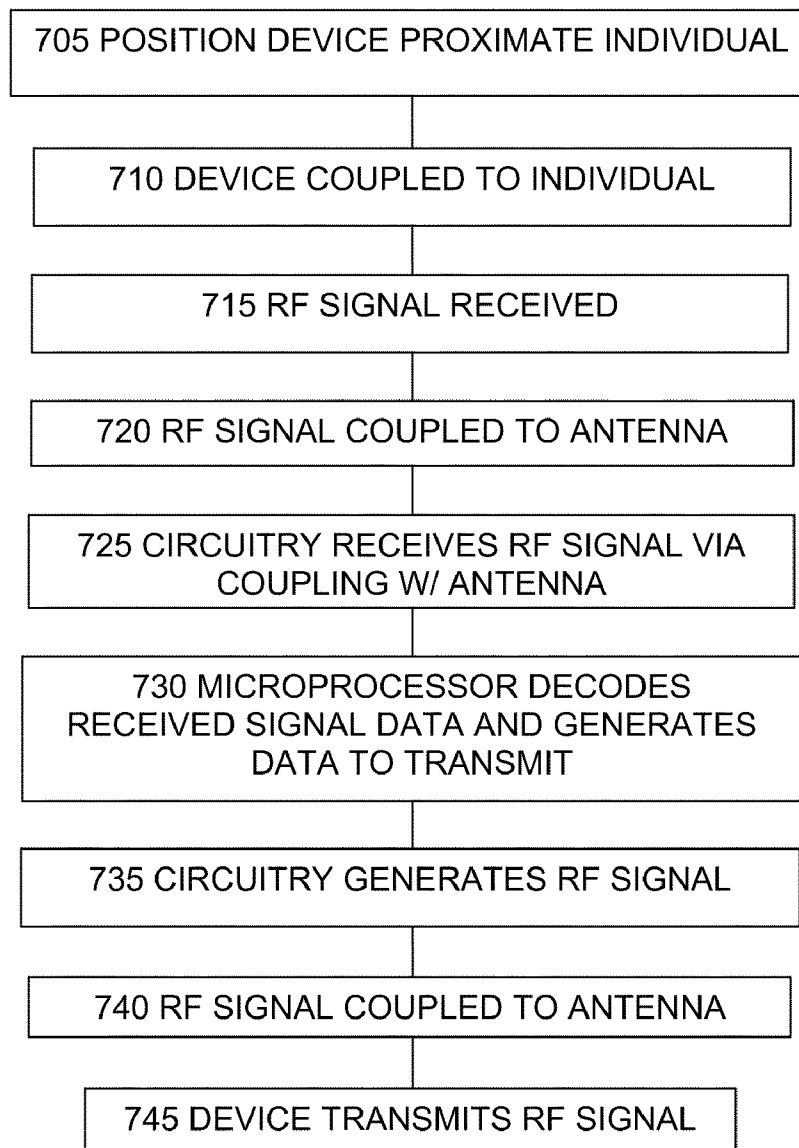 705 POSITION DEVICE PROXIMATE INDIVIDUAL
710 DEVICE COUPLED TO INDIVIDUAL
715 RF SIGNAL RECEIVED
720 RF SIGNAL COUPLED TO ANTENNA
725 CIRCUITRY RECEIVES RF SIGNAL VIA
COUPLING W/ ANTENNA
730 MICROPROCESSOR DECODES
RECEIVED SIGNAL DATA AND GENERATES
DATA TO TRANSMIT
735 CIRCUITRY GENERATES RF SIGNAL
740 RF SIGNAL COUPLED TO ANTENNA
745 DEVICE TRANSMITS RF SIGNAL